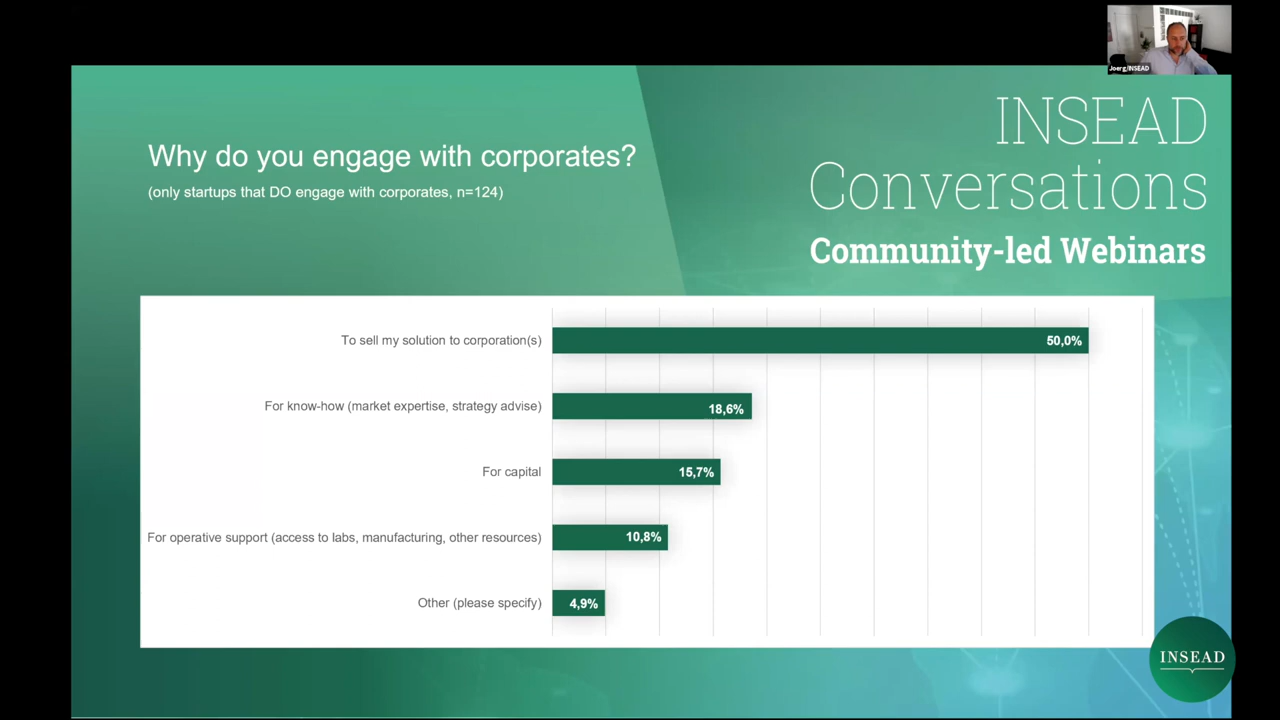 Joerg/INSEAD
INSEAD
Conversations
Community-led Webinars
Why do you engage with corporates?
(only startups that DO engage with corporates, n=124)
To sell my solution to corporation(s)
50,0%
For know-how (market expertise, strategy advise)
18,6%
For capital
15,7%
For operative support (access to labs, manufacturing, other resources)
10,8%
Other (please specify)
4,9%
INSEAD